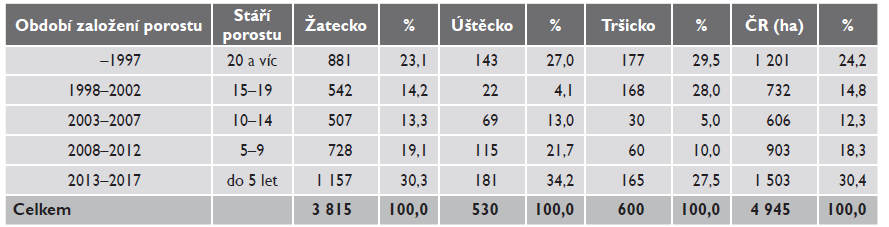 Období založení porostu Stáří porostu Žatecko % Úštěcko % Tršicko % ČR (ha) %
–1997 20 a víc 881 23,1 143 27,0 177 29,5 1 201 24,2
1998–2002 15–19 542 14,2 22 4,1 168 28,0 732 14,8
2003–2007 10–14 507 13,3 69 13,0 30 5,0 606 12,3
2008–2012 5–9 728 19,1 115 21,7 60 10,0 903 18,3
2013–2017 do 5 let 1 157 30,3 181 34,2 165 27,5 1 503 30,4
Celkem 3 815 100,0 530 100,0 600 100,0 4 945 100,0